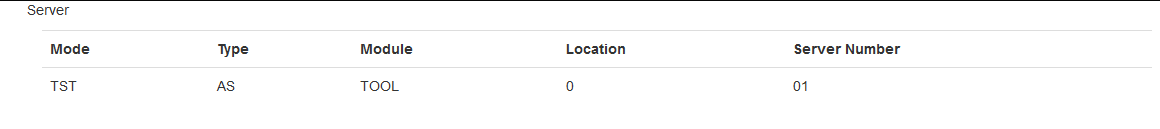 Server
Mode Type Module Location Server Number
TST AS TOOL 0 01